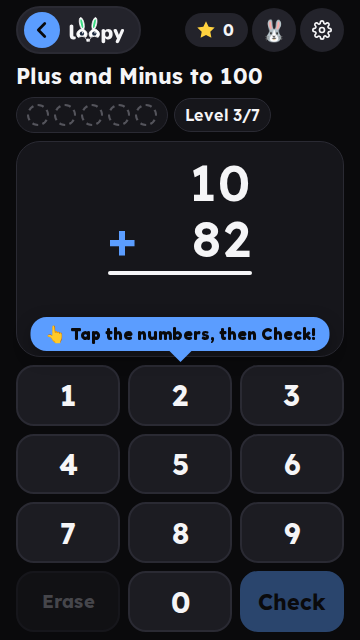 loopy
0
Plus and Minus to 100
Level 3/7
10
+ 82
👆 Tap the numbers, then Check!
1 2 3
4 5 6
7 8 9
Erase 0 Check